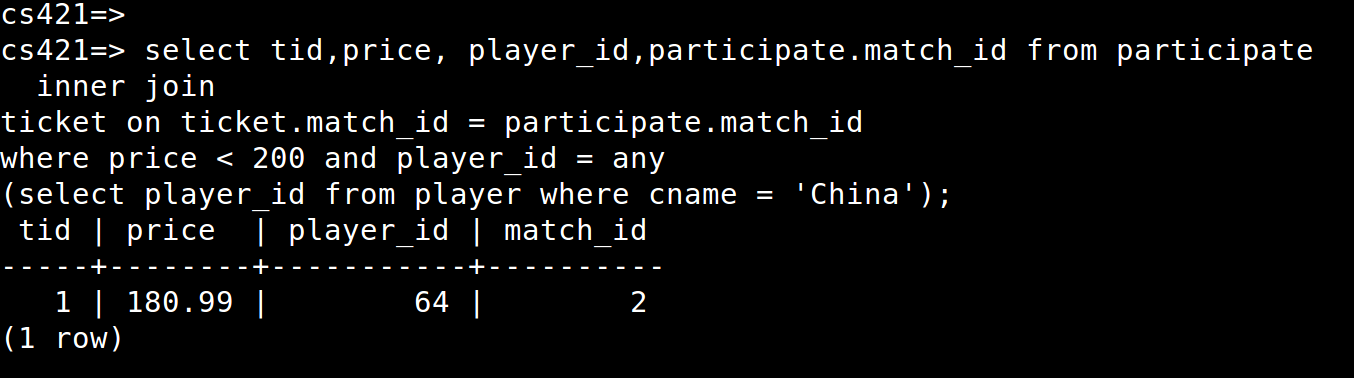 cs421=>
cs421=> select tid,price, player_id,participate.match_id from participate
  inner join
ticket on ticket.match_id = participate.match_id
where price < 200 and player_id = any
(select player_id from player where cname = 'China');
 tid | price  | player_id | match_id
-----+--------+-----------+----------
   1 | 180.99 |        64 |        2
(1 row)